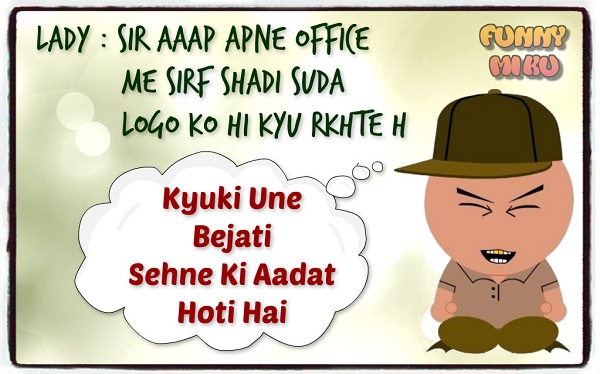 LADY : SIR AAAP APNE OFFICE
ME SIRF SHADI SUDA
LOGO KO HI KYU RKHTE H
FUNNY
MIKU
Kyuki Une
Bejati
Sehne Ki Aadat
Hoti Hai